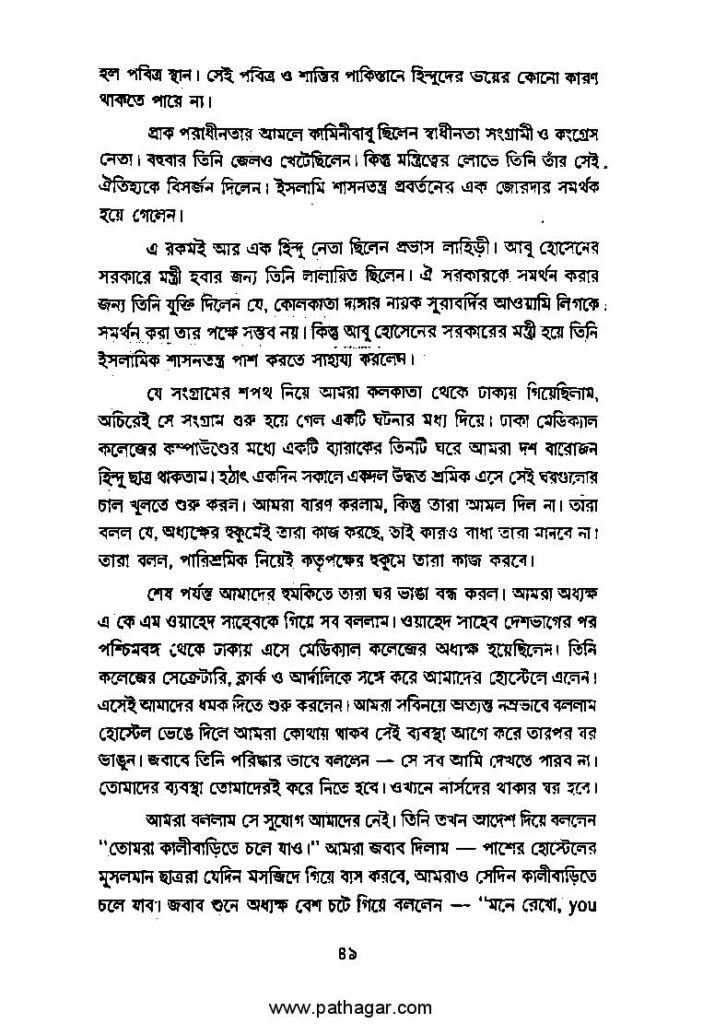 হল পবিত্র স্থান। সেই পবিত্র ও শান্তির পাকিস্তানে হিন্দুদের ভয়ের কোনো কারণ
থাকতে পারে না।
প্রাক পরাধীনতার আমলে কামিনীবাবু ছিলেন স্বাধীনতা সংগ্রামী ও কংগ্রেস
নেতা। বহুবার তিনি জেলও খেটেছিলেন। কিন্তু মন্ত্রিত্বের লোভে তিনি তাঁর সেই
ঐতিহ্যকে বিসর্জন দিলেন। ইসলামি শাসনতন্ত্র প্রবর্তনের এক জোরদার সমর্থক
হয়ে গেলেন।
এ রকমই আর এক হিন্দু নেতা ছিলেন প্রভাস লাহিড়ী। আবু হোসেনের
সরকারে মন্ত্রী হবার জন্য তিনি লালায়িত ছিলেন। ঐ সরকারকে সমর্থন করার
জন্য তিনি যুক্তি দিলেন যে, কোলকাতা দাঙ্গার নায়ক সুরাবর্দির আওয়ামি লিগকে
সমর্থন করা তার পক্ষে সম্ভব নয়। কিন্তু আবু হোসেনের সরকারের মন্ত্রী হয়ে তিনি
ইসলামিক শাসনতন্ত্র পাশ করতে সাহায্য করলেন।
যে সংগ্রামের শপথ নিয়ে আমরা কলকাতা থেকে ঢাকায় গিয়েছিলাম,
অচিরেই সে সংগ্রাম শুরু হয়ে গেল একটি ঘটনার মধ্য দিয়ে। ঢাকা মেডিক্যাল
কলেজের কম্পাউণ্ডের মধ্যে একটি ব্যারাকের তিনটি ঘরে আমরা দশ বারোজন
হিন্দু ছাত্র থাকতাম। হঠাৎ একদিন সকালে একদল উদ্ধত শ্রমিক এসে সেই ঘরগুলোর
চাল খুলতে শুরু করল। আমরা বারণ করলাম, কিন্তু তারা আমল দিল না। তারা
বলল যে, অধ্যক্ষের হুকুমেই তারা কাজ করছে, তাই কারও বাধা তারা মানবে না।
তারা বলল, পারিশ্রমিক নিয়েই কতৃপক্ষের হুকুমে তারা কাজ করবে।
শেষ পর্যন্ত আমাদের হুমকিতে তারা ঘর ভাঙা বন্ধ করল। আমরা অধ্যক্ষ
এ কে এম ওয়াহেদ সাহেবকে গিয়ে সব বললাম। ওয়াহেদ সাহেব দেশভাগের পর
পশ্চিমবঙ্গ থেকে ঢাকায় এসে মেডিক্যাল কলেজের অধ্যক্ষ হয়েছিলেন। তিনি
কলেজের সেক্রেটারি, ক্লার্ক ও আর্দালিকে সঙ্গে করে আমাদের হোস্টেলে এলেন।
এসেই আমাদের ধমক দিতে শুরু করলেন। আমরা সবিনয়ে অত্যন্ত নম্রভাবে বললাম
হোস্টেল ভেঙে দিলে আমরা কোথায় থাকব সেই ব্যবস্থা আগে করে তারপর ঘর
ভাঙুন। জবাবে তিনি পরিষ্কার ভাবে বললেন — সে সব আমি দেখতে পারব না।
তোমাদের ব্যবস্থা তোমাদেরই করে নিতে হবে। ওখানে নার্সদের থাকার ঘর হবে।
আমরা বললাম সে সুযোগ আমাদের নেই। তিনি তখন আদেশ দিয়ে বললেন
"তোমরা কালীবাড়িতে চলে যাও।" আমরা জবাব দিলাম — পাশের হোস্টেলের
মুসলমান ছাত্ররা যেদিন মসজিদে গিয়ে বাস করবে, আমরাও সেদিন কালীবাড়িতে
চলে যাব। জবাব শুনে অধ্যক্ষ বেশ চটে গিয়ে বললেন — "মনে রেখো, you
৪৯
www.pathagar.com